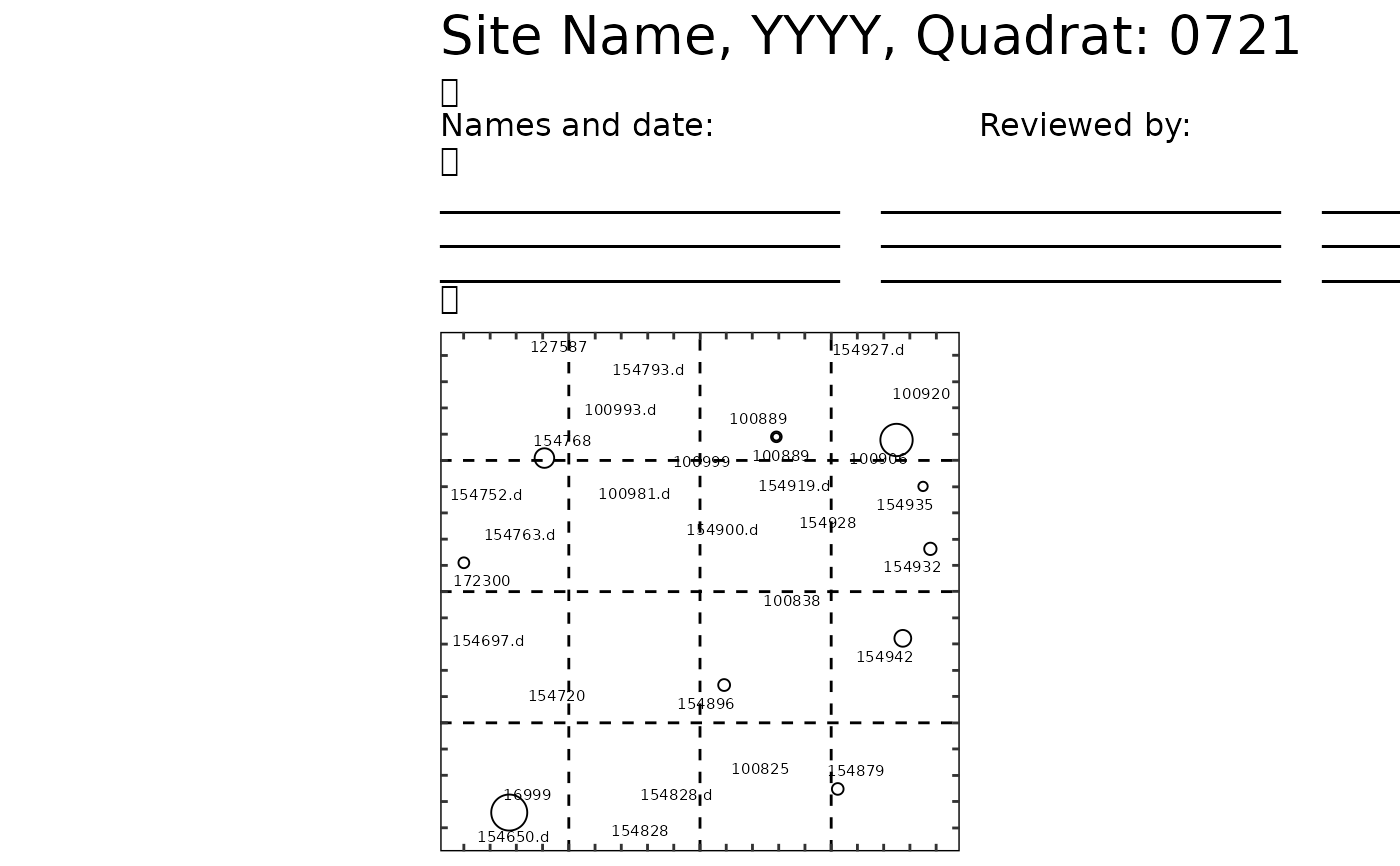 Site Name, YYYY, Quadrat: 0721
Names and date: Reviewed by:
127587
154927.d
154793.d
100920
100993.d
100889
154768
100889
100906
100999
154919.d
100981.d
154752.d
154935
154928
154900.d
154763.d
154932
172300
100838
154697.d
154942
154720
154896
100825
154879
16999
154828.d
154828
154650.d